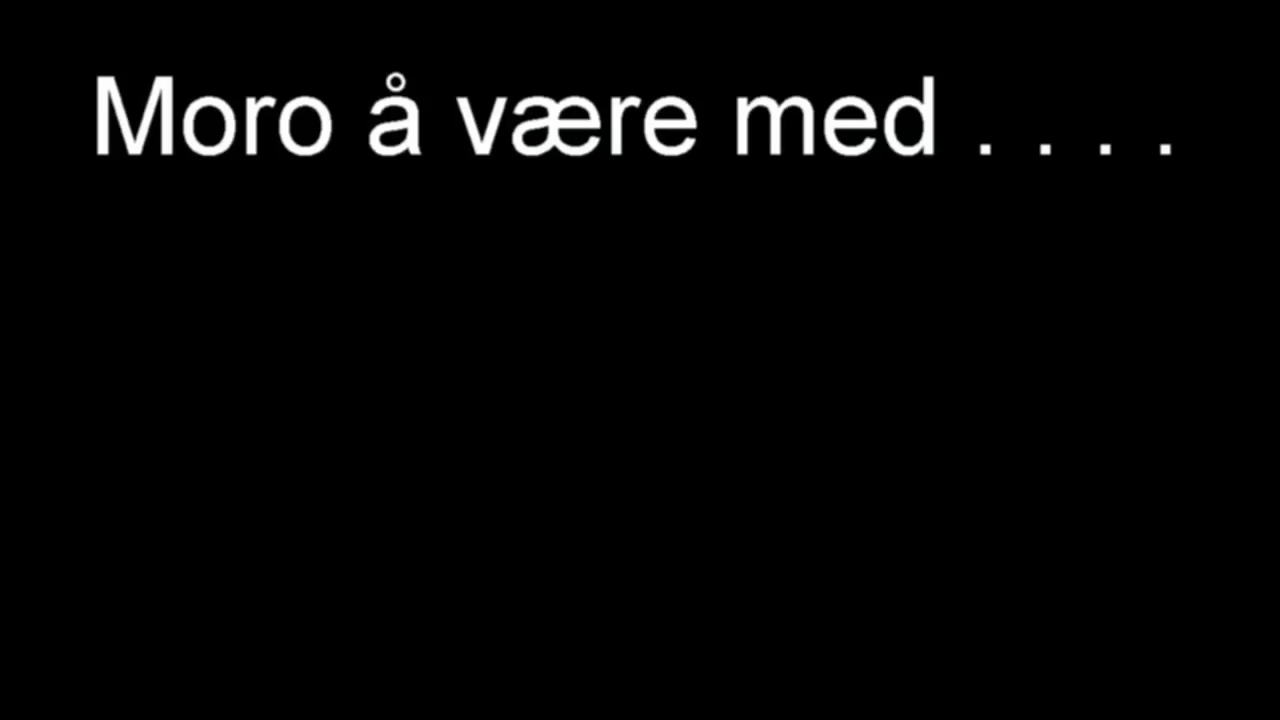 Moro å være med . . . .